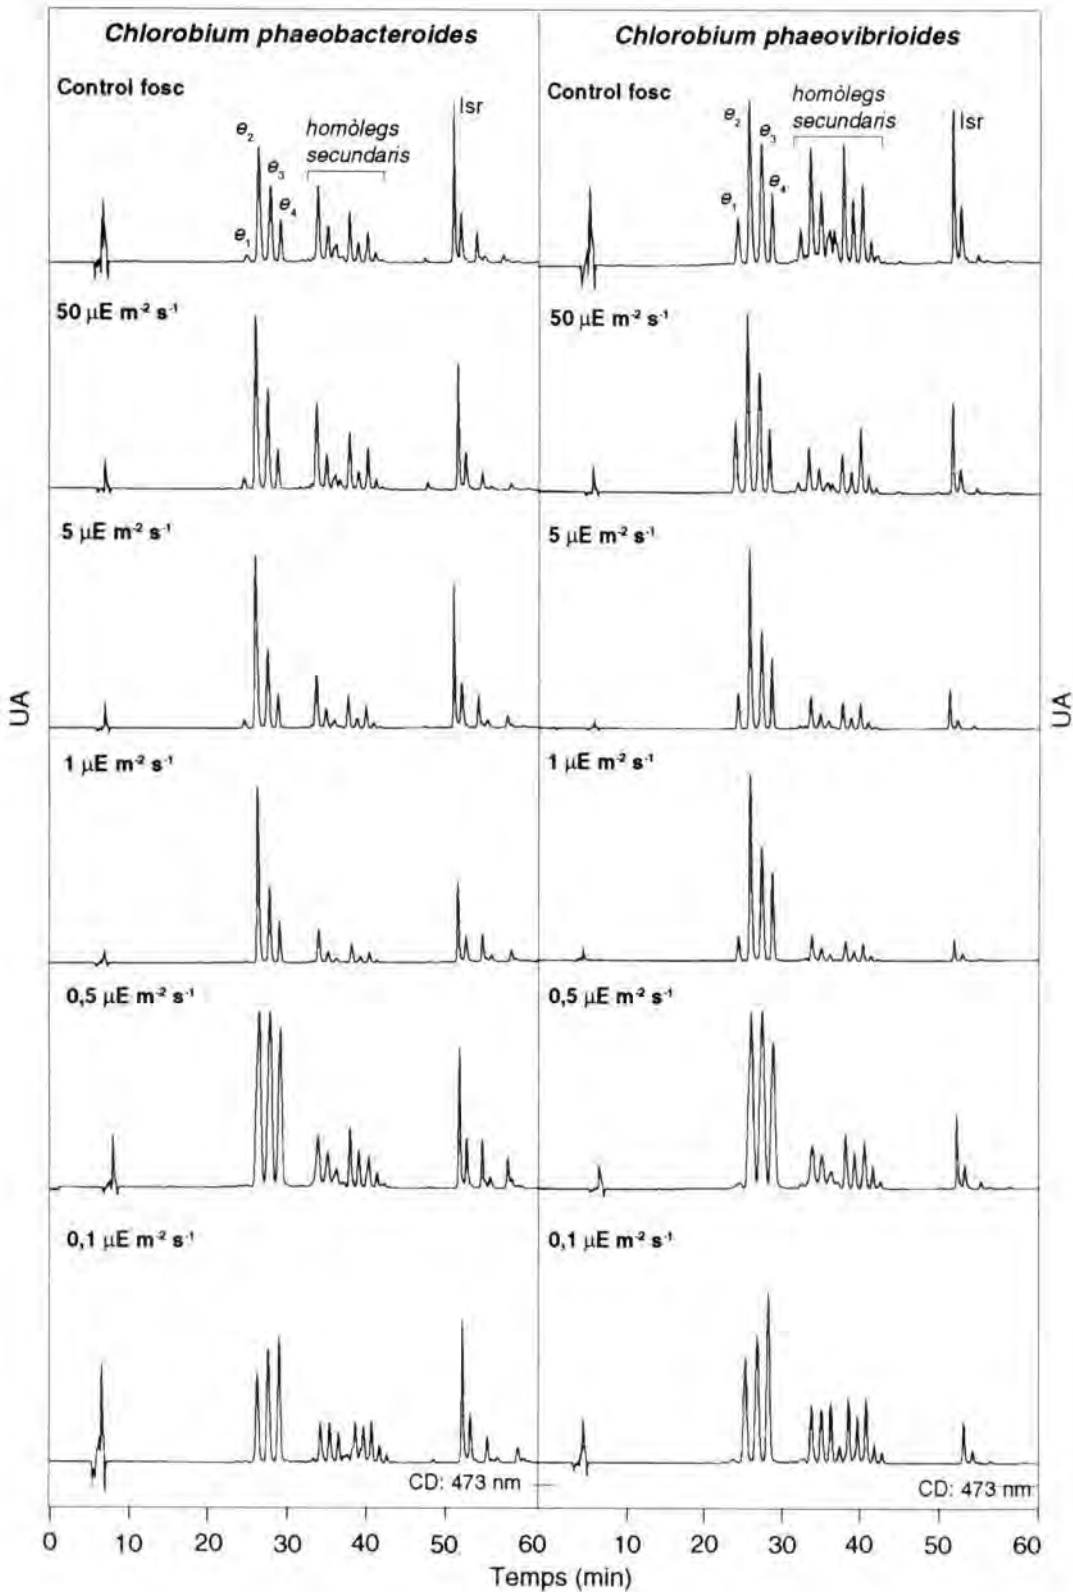 Chlorobium phaeobacteroides
Control fosc
e₁
e₂
e₃
e₄
homòlegs
secundaris
Isr
50 µE m⁻² s⁻¹
5 µE m⁻² s⁻¹
1 µE m⁻² s⁻¹
0,5 µE m⁻² s⁻¹
0,1 µE m⁻² s⁻¹
CD: 473 nm
Chlorobium phaeovibrioides
Control fosc
e₁
e₂
e₃
e₄
homòlegs
secundaris
Isr
50 µE m⁻² s⁻¹
5 µE m⁻² s⁻¹
1 µE m⁻² s⁻¹
0,5 µE m⁻² s⁻¹
0,1 µE m⁻² s⁻¹
CD: 473 nm
UA
UA
0 10 20 30 40 50 60 10 20 30 40 50 60
Temps (min)